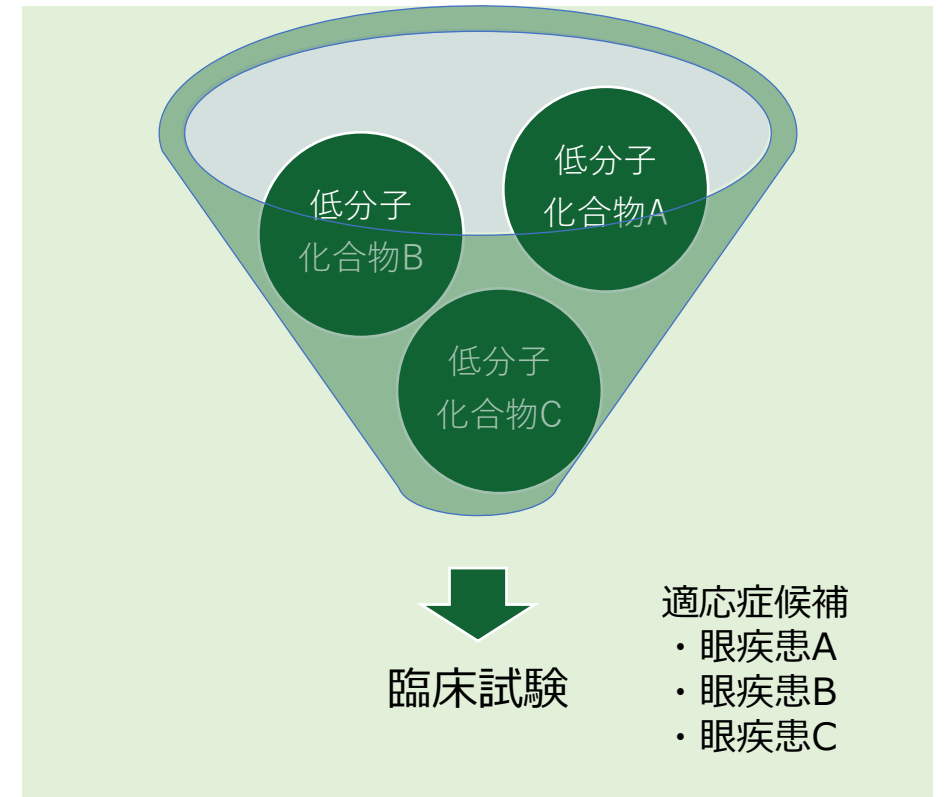 低分子
化合物A
低分子
化合物B
低分子
化合物C
臨床試験
適応症候補
・眼疾患A
・眼疾患B
・眼疾患C